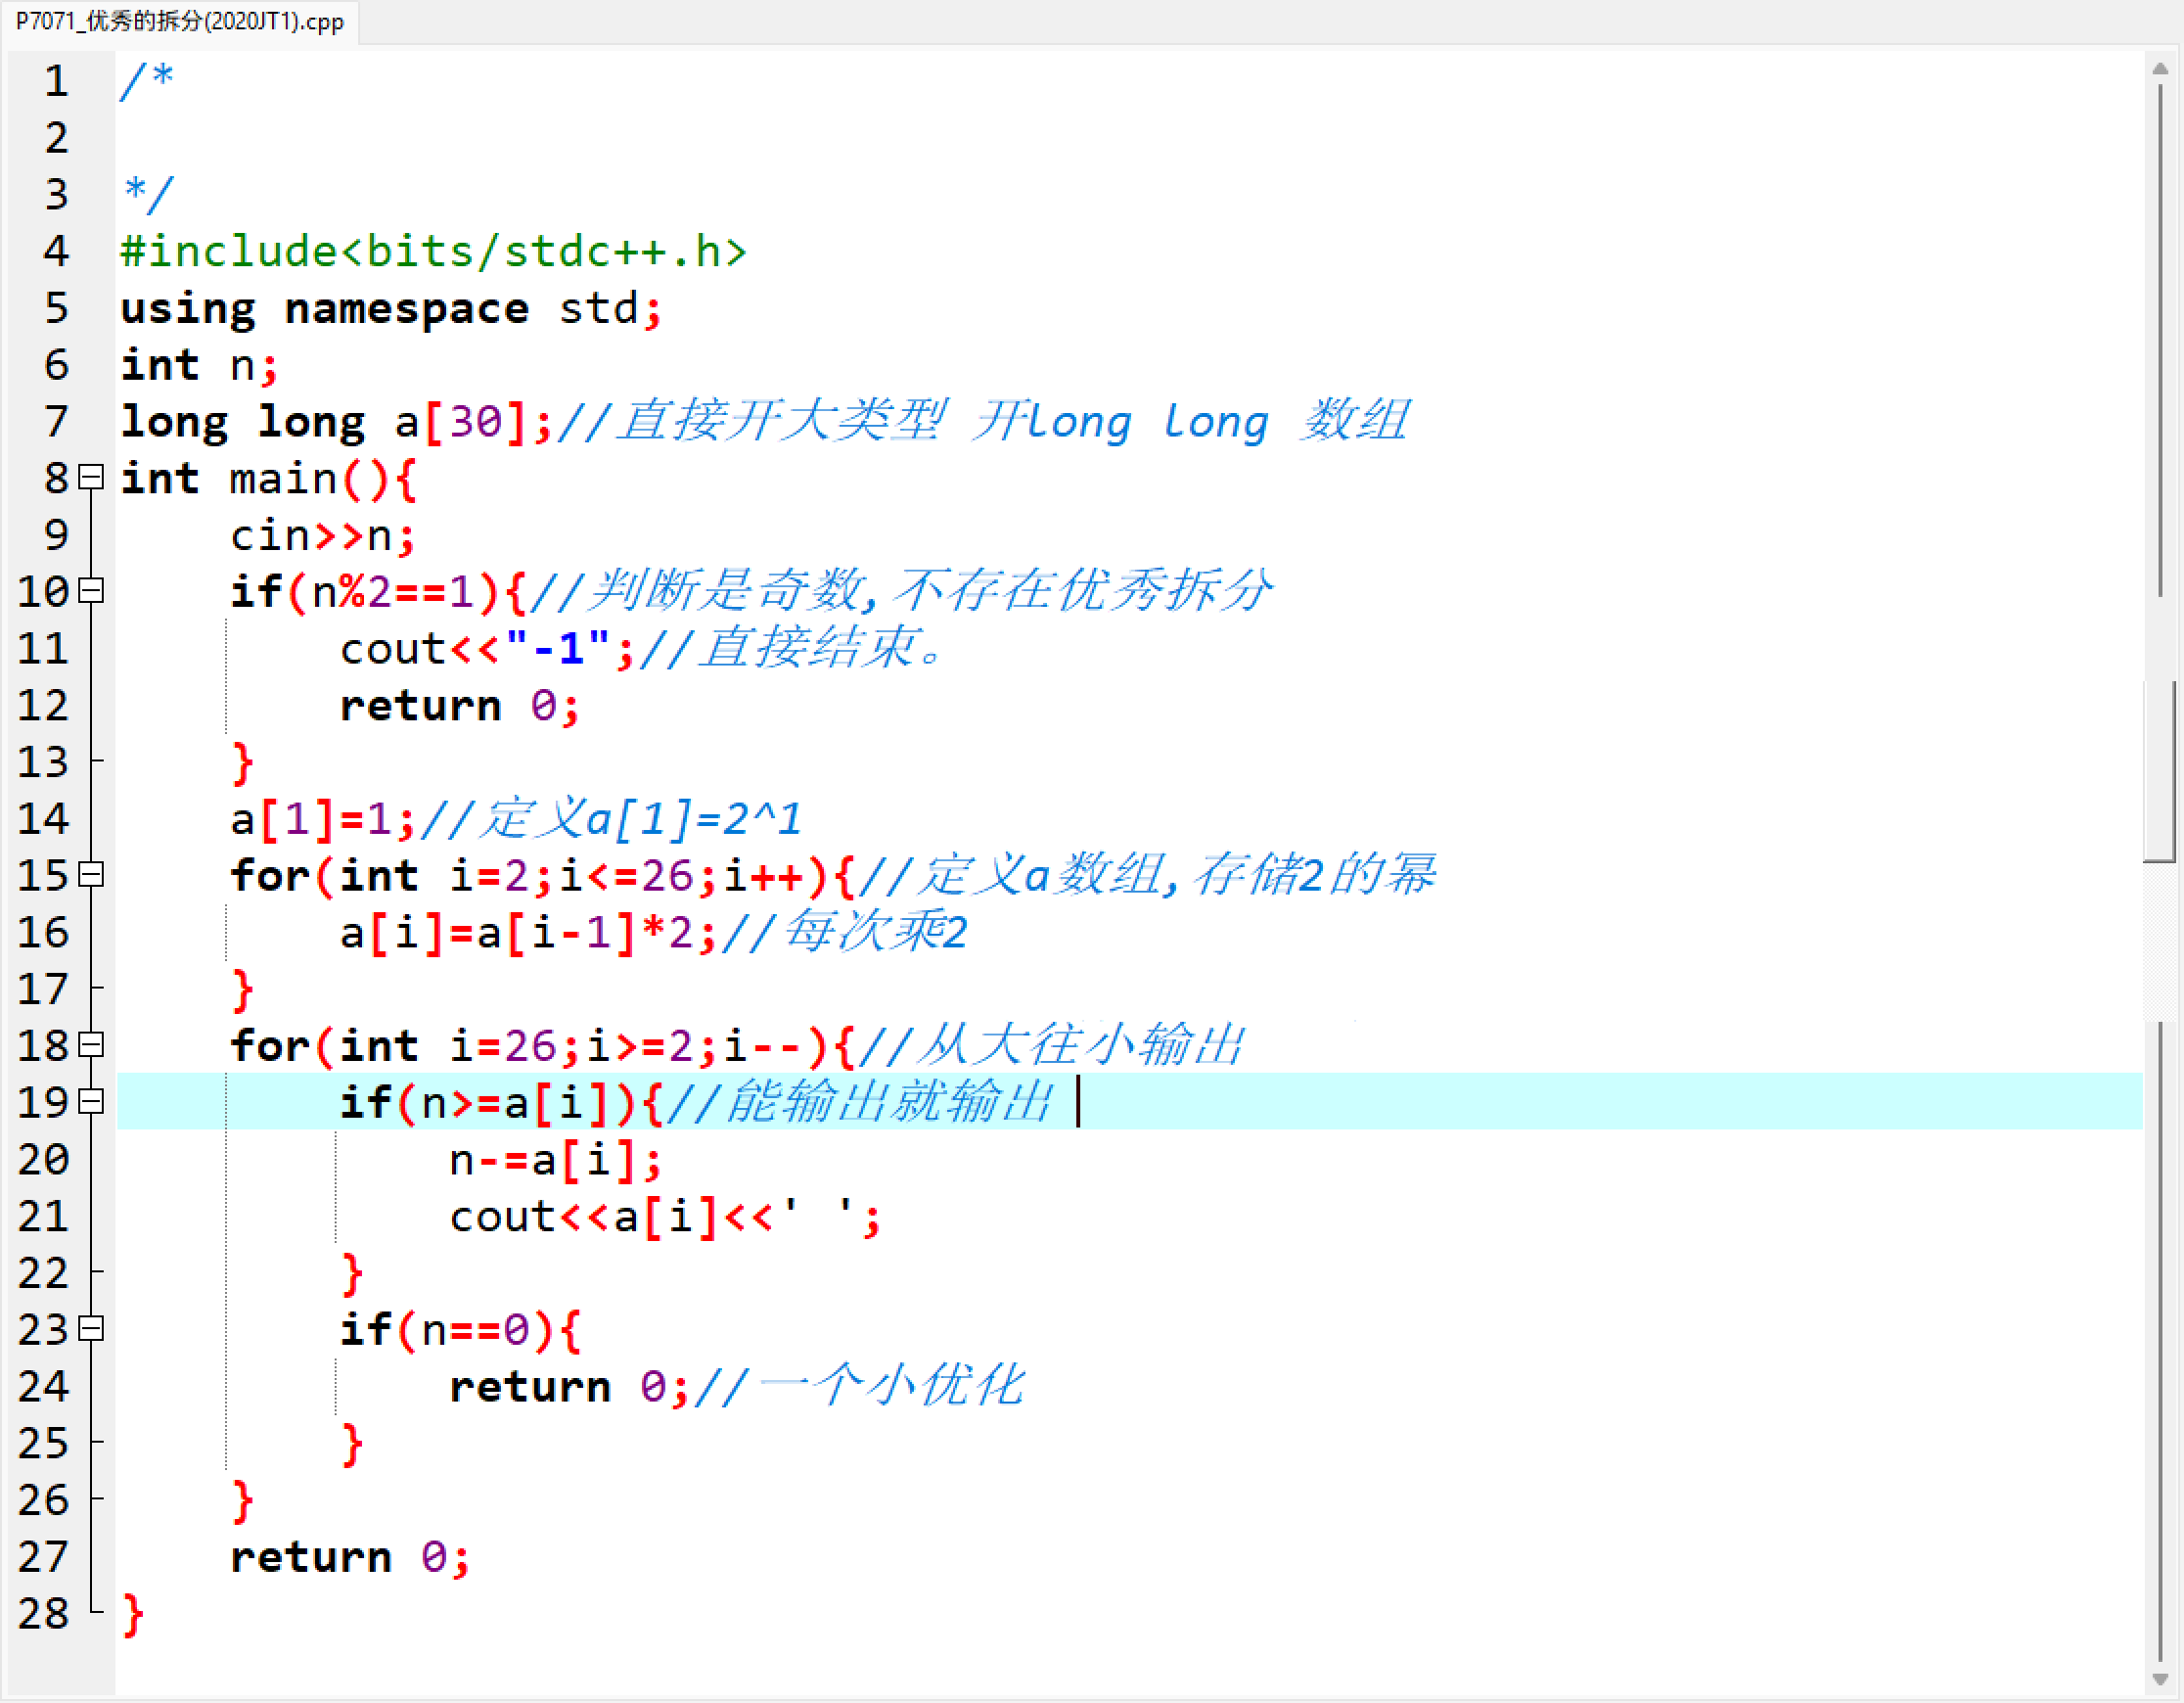 P7071_优秀的拆分(2020JT1).cpp
1 /*
2
3 */
4 #include<bits/stdc++.h>
5 using namespace std;
6 int n;
7 long long a[30];//直接开大类型 开long long 数组
8 int main(){
9     cin>>n;
10     if(n%2==1){//判断是奇数,不存在优秀拆分
11         cout<<"-1";//直接结束。
12         return 0;
13     }
14     a[1]=1;//定义a[1]=2^1
15     for(int i=2;i<=26;i++){//定义a数组,存储2的幂
16         a[i]=a[i-1]*2;//每次乘2
17     }
18     for(int i=26;i>=2;i--){//从大往小输出
19         if(n>=a[i]){//能输出就输出
20             n-=a[i];
21             cout<<a[i]<<' ';
22         }
23         if(n==0){
24             return 0;//一个小优化
25         }
26     }
27     return 0;
28 }